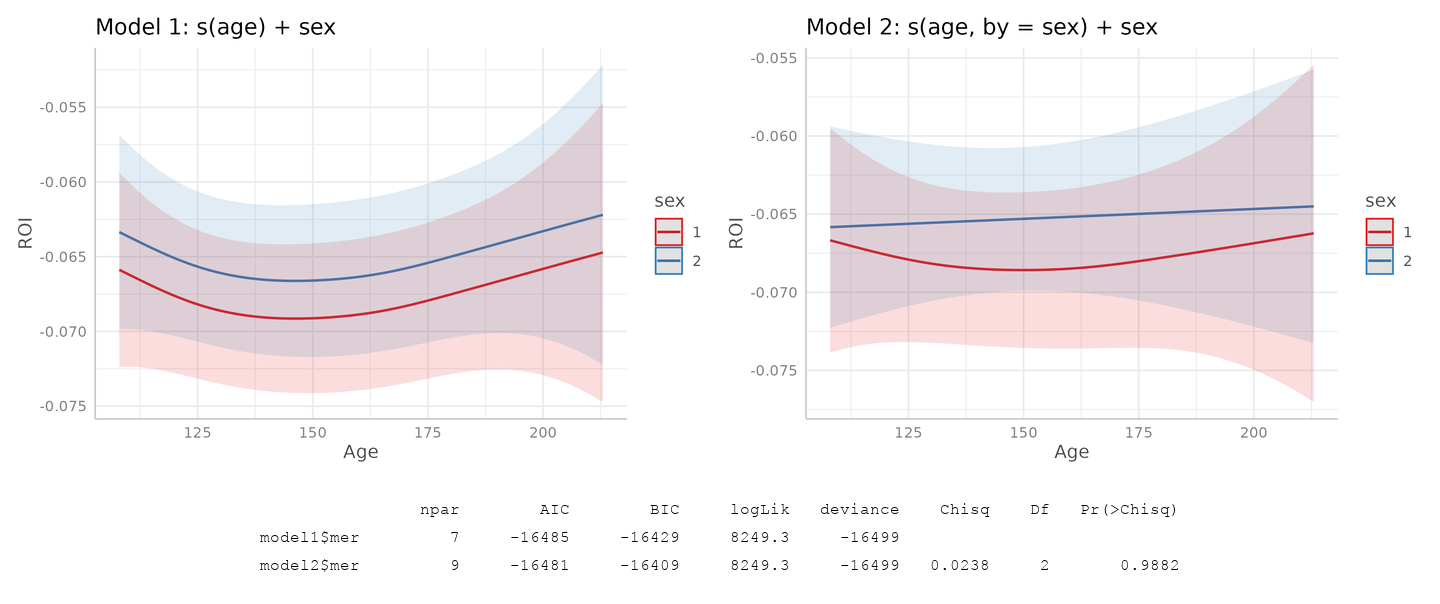 Model 1: s(age) + sex
-0.055
-0.060
-0.065
-0.070
-0.075
ROI
125 150 175 200
Age
sex
1
2
Model 2: s(age, by = sex) + sex
-0.055
-0.060
-0.065
-0.070
-0.075
ROI
125 150 175 200
Age
sex
1
2
npar AIC BIC logLik deviance Chisq Df Pr(>Chisq)
model1$mer 7 -16485 -16429 8249.3 -16499
model2$mer 9 -16481 -16409 8249.3 -16499 0.0238 2 0.9882